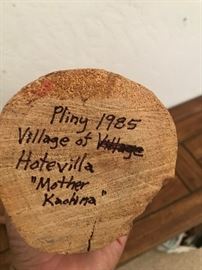 Pliny 1985
Village of Village
Hotevilla
"Mother
Kachina"